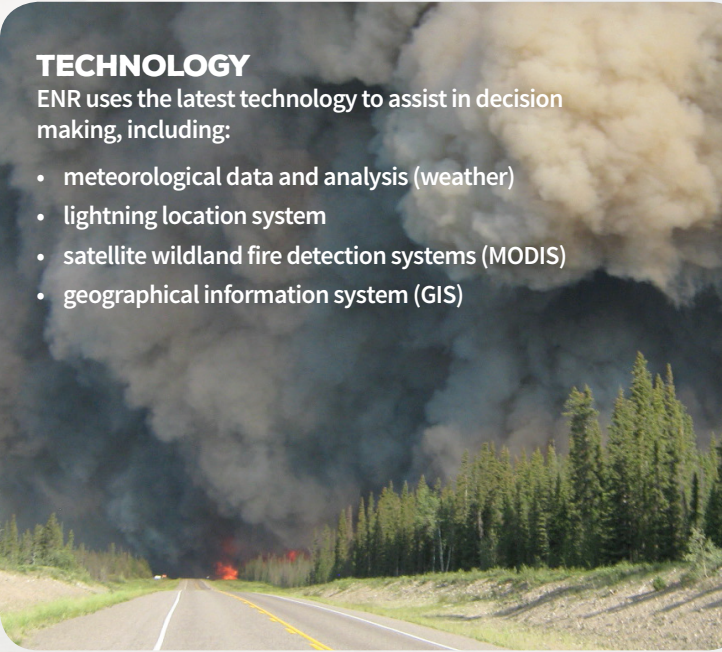 TECHNOLOGY
ENR uses the latest technology to assist in decision
making, including:
• meteorological data and analysis (weather)
• lightning location system
• satellite wildland fire detection systems (MODIS)
• geographical information system (GIS)